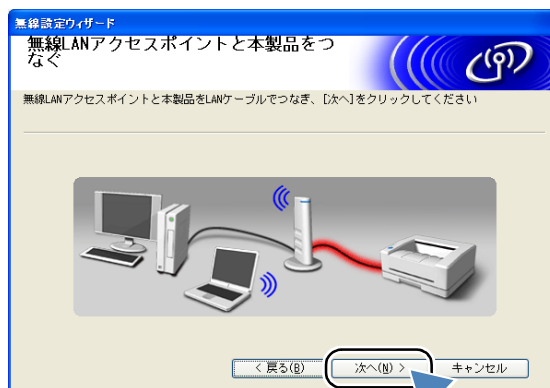 無線設定ウィザード
無線LANアクセスポイントと本製品をつ
なぐ
無線LANアクセスポイントと本製品をLANケーブルでつなぎ、[次へ]をクリックしてください
< 戻る(B)
次へ(N) >
キャンセル